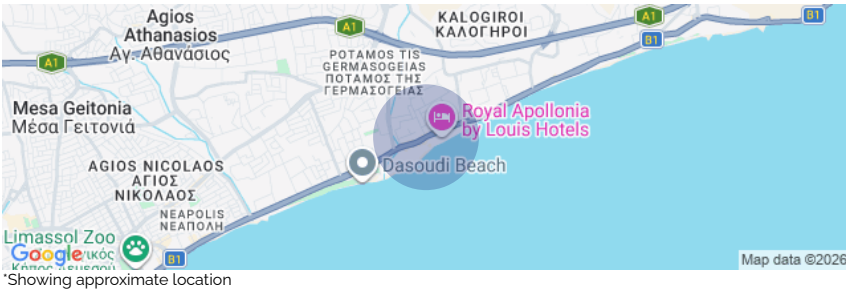 Agios
Athanasios
Αγ. Αθανάσιος
KALOGIROI
ΚΑΛΟΓΗΡΟΙ
A1
B1
A1
B1
A1
POTAMOS TIS
GERMASOGEIAS
ΠΟΤΑΜΟΣ ΤΗΣ
ΓΕΡΜΑΣΟΓΕΙΑΣ
Mesa Geitonia
Μέσα Γειτονιά
Royal Apollonia
by Louis Hotels
Dasoudi Beach
AGIOS NICOLAOS
ΑΓΙΟΣ
ΝΙΚΟΛΑΟΣ
NEAPOLIS
ΝΕΑΠΟΛΗ
Limassol Zoo
Google
B1
Map data ©2026
*Showing approximate location